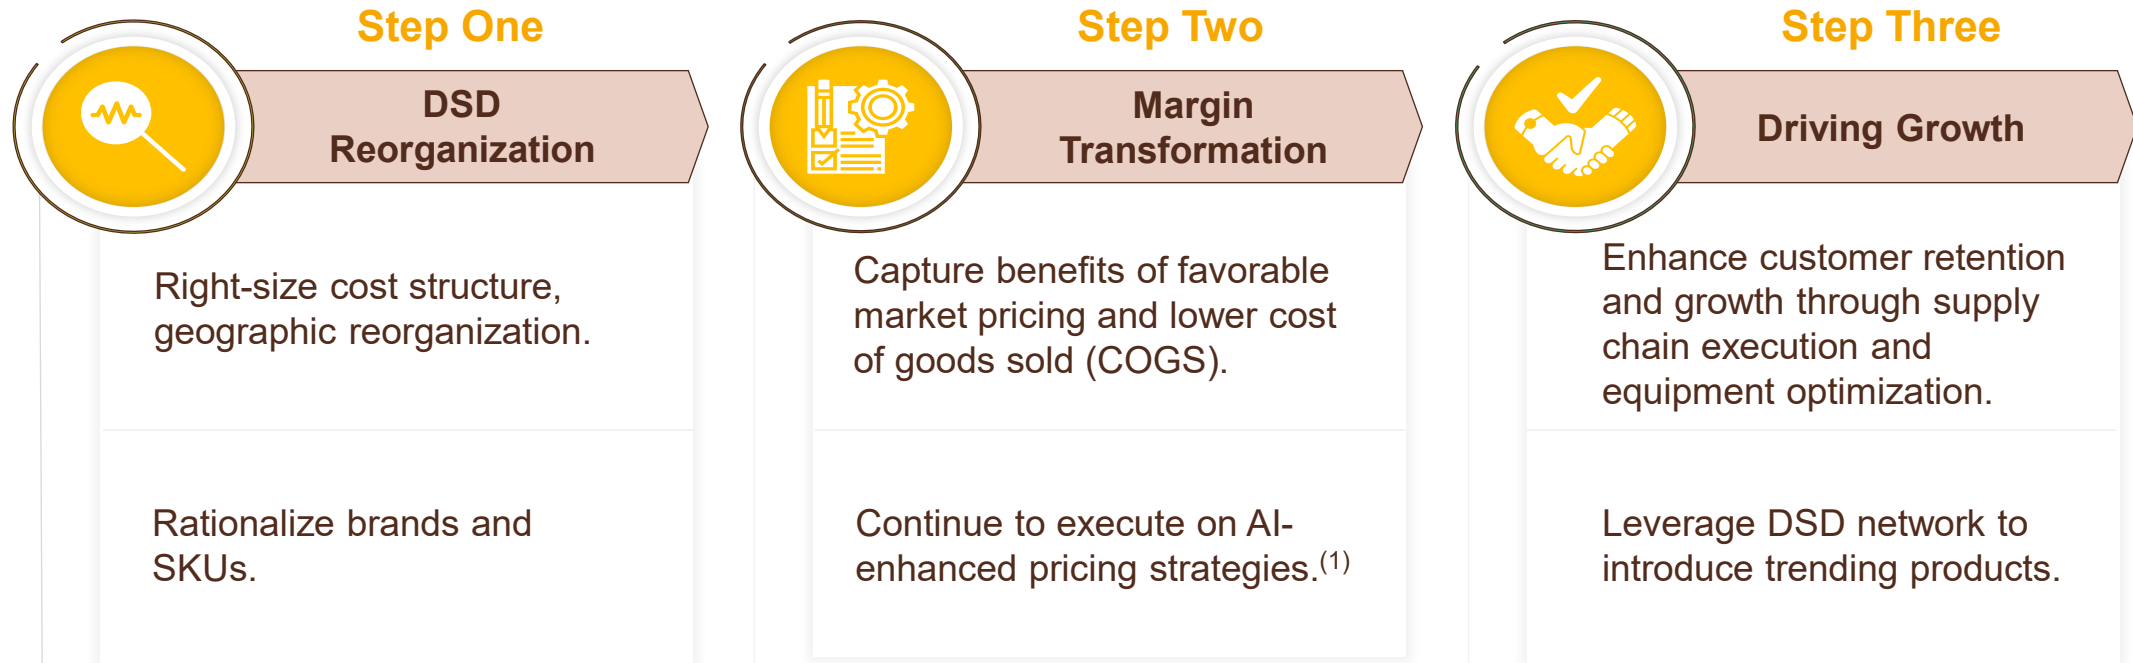 Step One
DSD
Reorganization
Right-size cost structure,
geographic reorganization.
Rationalize brands and
SKUs.
Step Two
Margin
Transformation
Capture benefits of favorable
market pricing and lower cost
of goods sold (COGS).
Continue to execute on AI-
enhanced pricing strategies.(1)
Step Three
Driving Growth
Enhance customer retention
and growth through supply
chain execution and
equipment optimization.
Leverage DSD network to
introduce trending products.